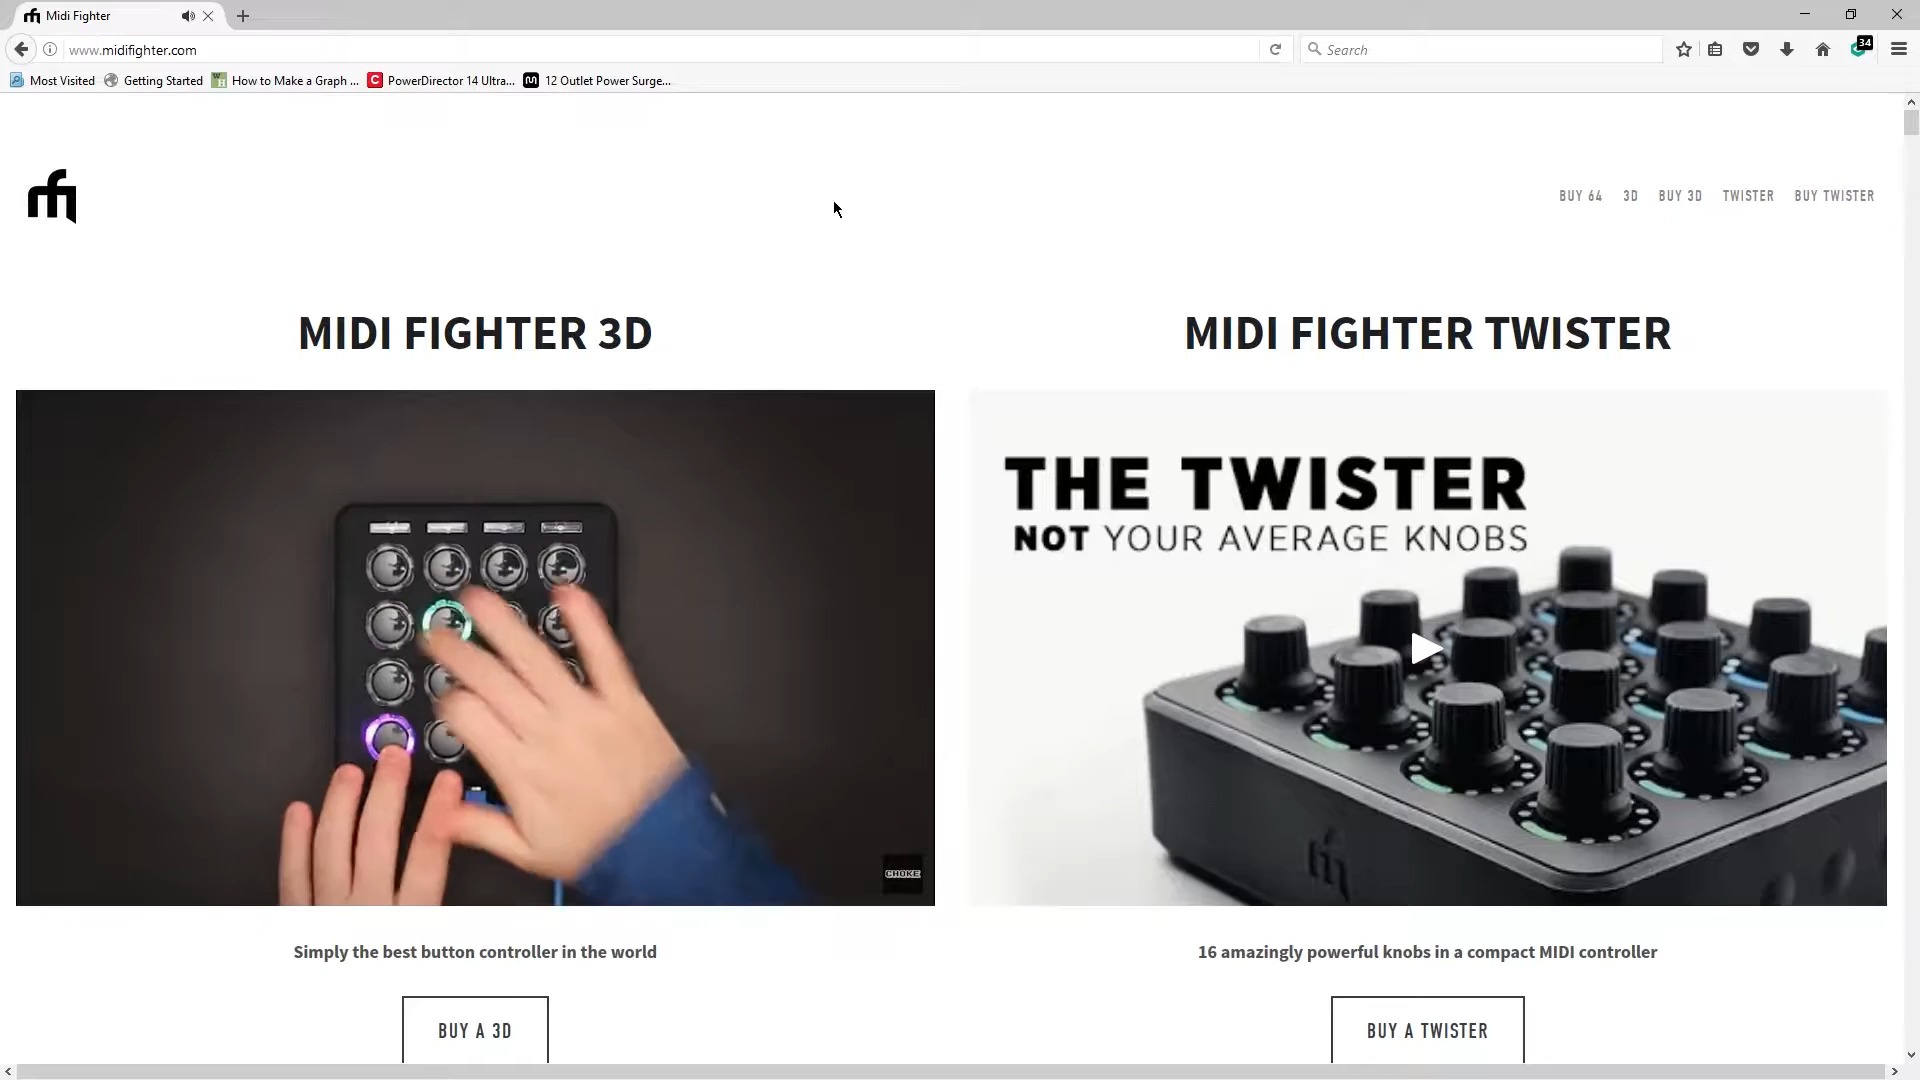 Midi Fighter
www.midifighter.com
Search
34
Most Visited
Getting Started
How to Make a Graph ...
PowerDirector 14 Ultra...
12 Outlet Power Surge...
BUY 64
3D
BUY 3D
TWISTER
BUY TWISTER
MIDI FIGHTER 3D
MIDI FIGHTER TWISTER
THE TWISTER
NOT YOUR AVERAGE KNOBS
CHOKE
Simply the best button controller in the world
16 amazingly powerful knobs in a compact MIDI controller
BUY A 3D
BUY A TWISTER